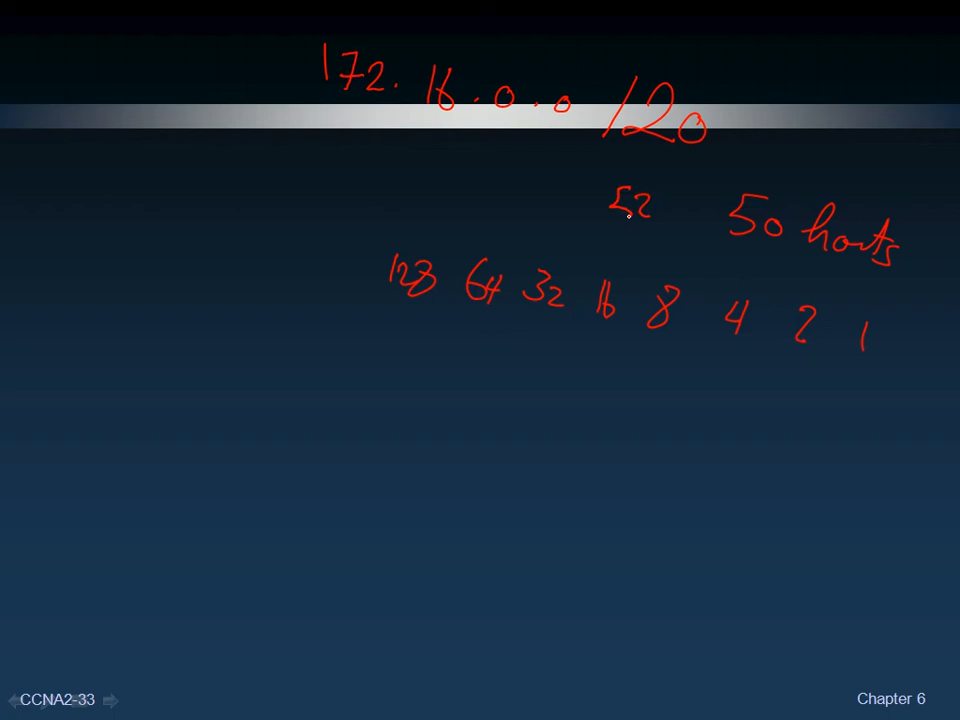 172.16.0.0 /20
52 50 hosts
128 64 32 16 8 4 2 1
CCNA2-33
Chapter 6